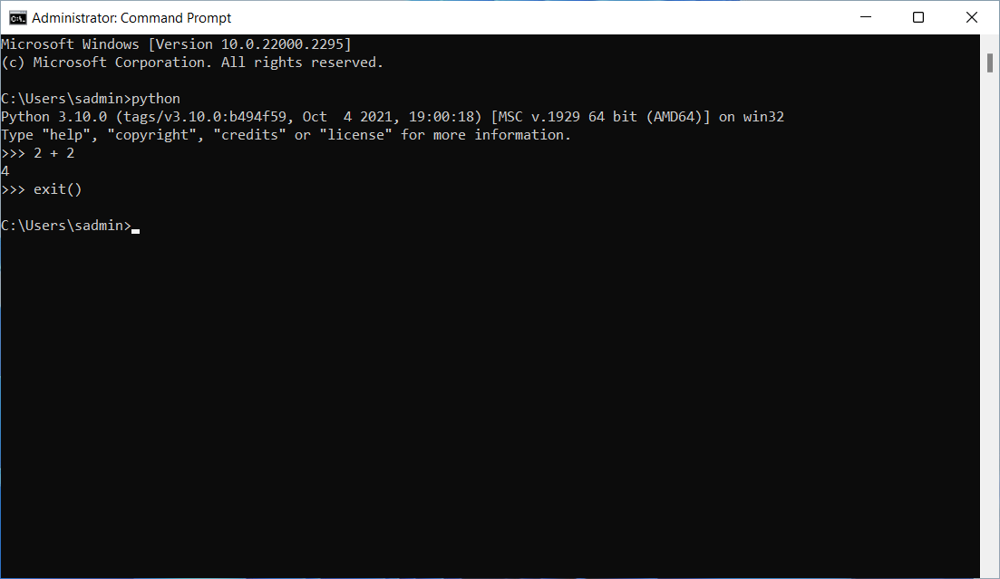 Administrator: Command Prompt
Microsoft Windows [Version 10.0.22000.2295]
(c) Microsoft Corporation. All rights reserved.
C:\Users\sadmin>python
Python 3.10.0 (tags/v3.10.0:b494f59, Oct  4 2021, 19:00:18) [MSC v.1929 64 bit (AMD64)] on win32
Type "help", "copyright", "credits" or "license" for more information.
>>> 2 + 2
4
>>> exit()
C:\Users\sadmin>